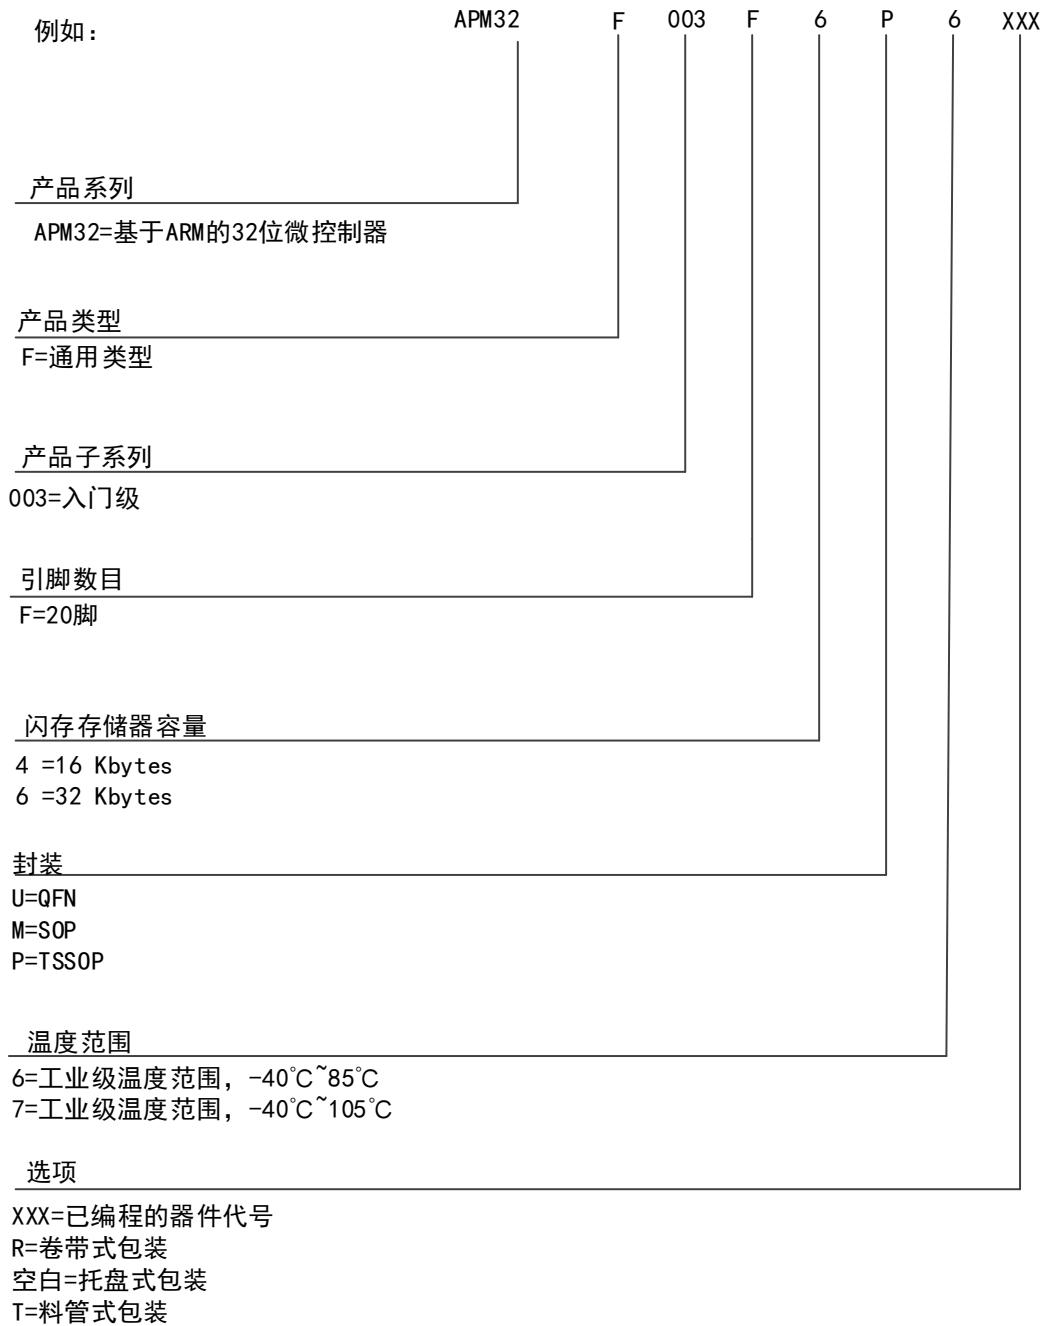 例如： APM32 F 003 F 6 P 6 XXX
产品系列
APM32=基于ARM的32位微控制器
产品类型
F=通用类型
产品子系列
003=入门级
引脚数目
F=20脚
闪存存储器容量
4 =16 Kbytes
6 =32 Kbytes
封装
U=QFN
M=SOP
P=TSSOP
温度范围
6=工业级温度范围，-40℃~85℃
7=工业级温度范围，-40℃~105℃
选项
XXX=已编程的器件代号
R=卷带式包装
空白=托盘式包装
T=料管式包装